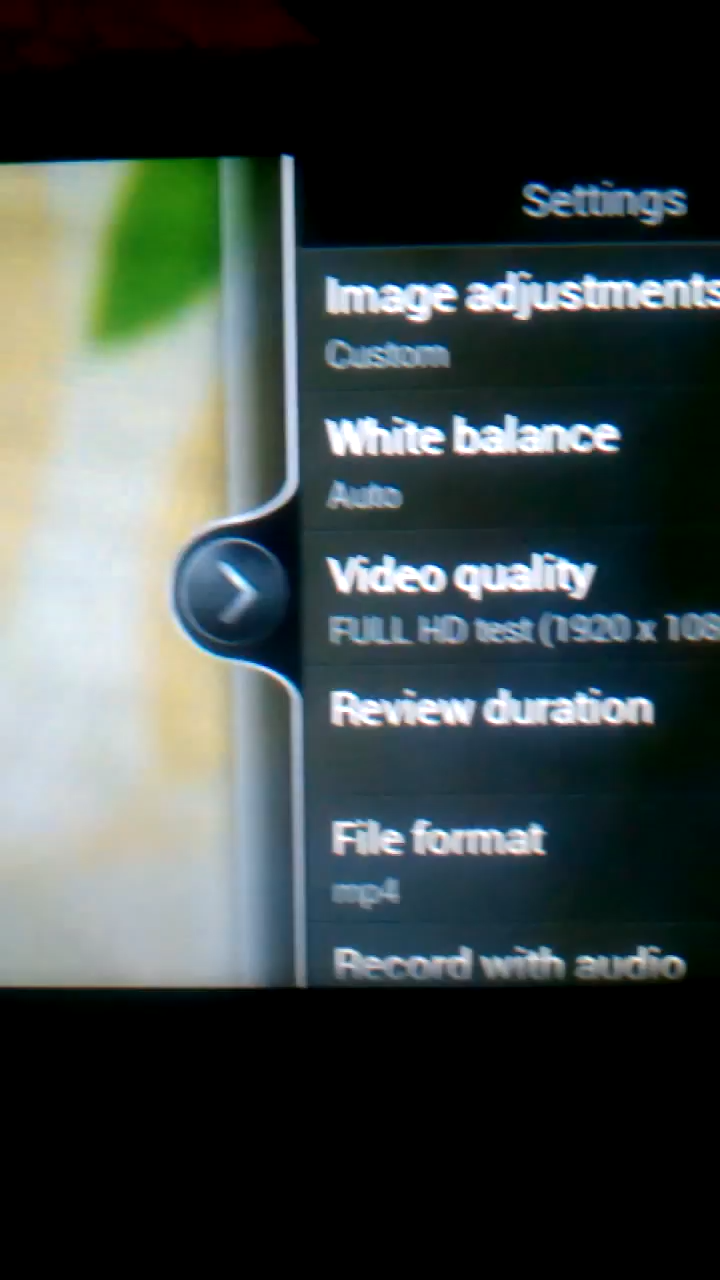 Settings
Image adjustments
Custom
White balance
Auto
Video quality
FULL HD test (1920 x 108
Review duration
File format
mp4
Record with audio